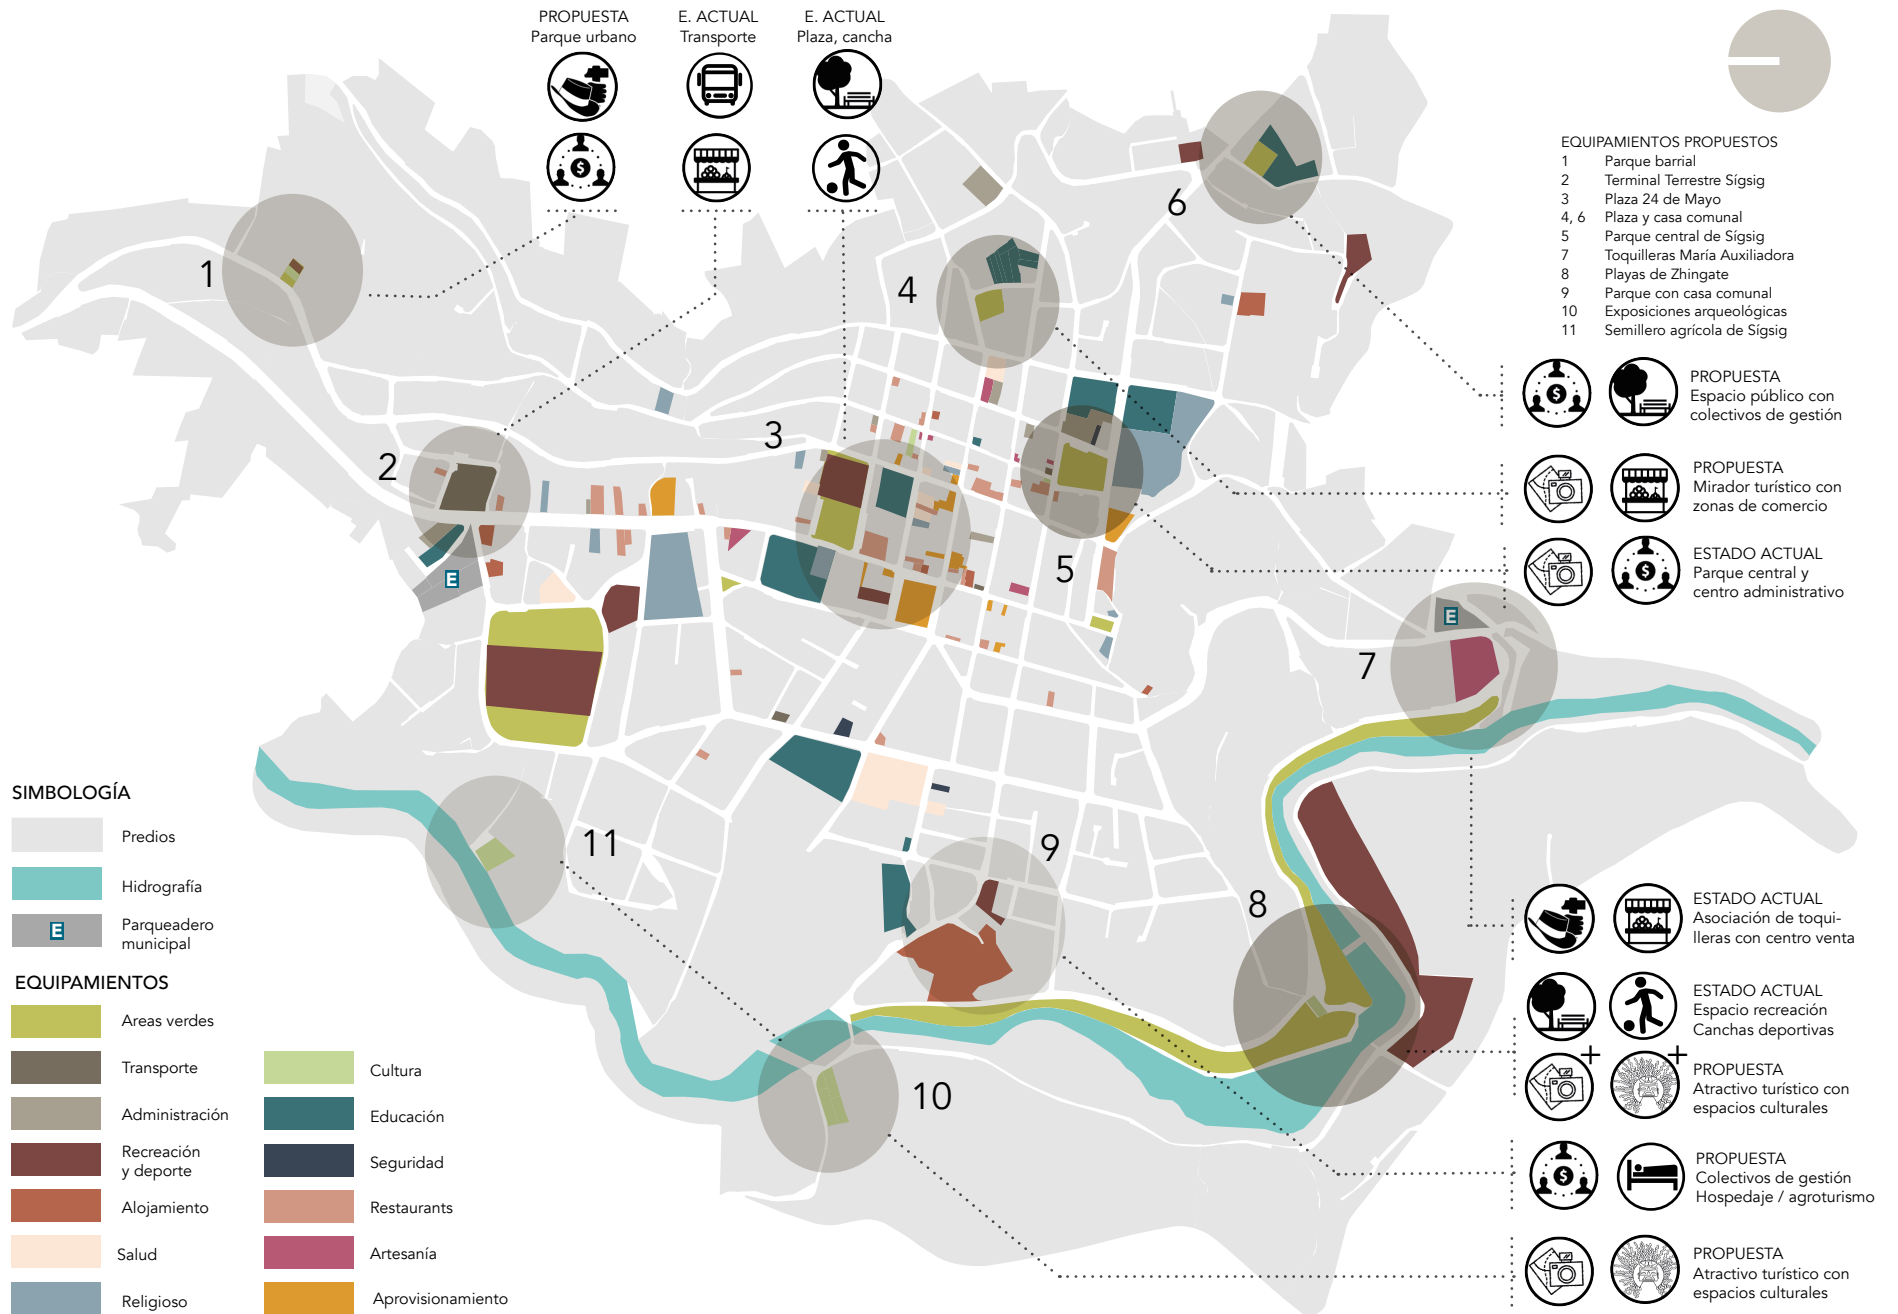 PROPUESTA
Parque urbano
E. ACTUAL
Transporte
E. ACTUAL
Plaza, cancha
EQUIPAMIENTOS PROPUESTOS
1 Parque barrial
2 Terminal Terrestre Sígsig
3 Plaza 24 de Mayo
4, 6 Plaza y casa comunal
5 Parque central de Sígsig
7 Toquilleras María Auxiliadora
8 Playas de Zhingate
9 Parque con casa comunal
10 Exposiciones arqueológicas
11 Semillero agrícola de Sígsig
1
2
3
4
5
6
7
8
9
10
11
E
E
$
$
$
$
PROPUESTA
Espacio público con
colectivos de gestión
PROPUESTA
Mirador turístico con
zonas de comercio
ESTADO ACTUAL
Parque central y
centro administrativo
ESTADO ACTUAL
Asociación de toqui-
lleras con centro venta
ESTADO ACTUAL
Espacio recreación
Canchas deportivas
+
+
PROPUESTA
Atractivo turístico con
espacios culturales
PROPUESTA
Colectivos de gestión
Hospedaje / agroturismo
PROPUESTA
Atractivo turístico con
espacios culturales
SIMBOLOGÍA
Predios
Hidrografía
E
Parqueadero
municipal
EQUIPAMIENTOS
Areas verdes
Transporte
Administración
Recreación
y deporte
Alojamiento
Salud
Religioso
Cultura
Educación
Seguridad
Restaurants
Artesanía
Aprovisionamiento